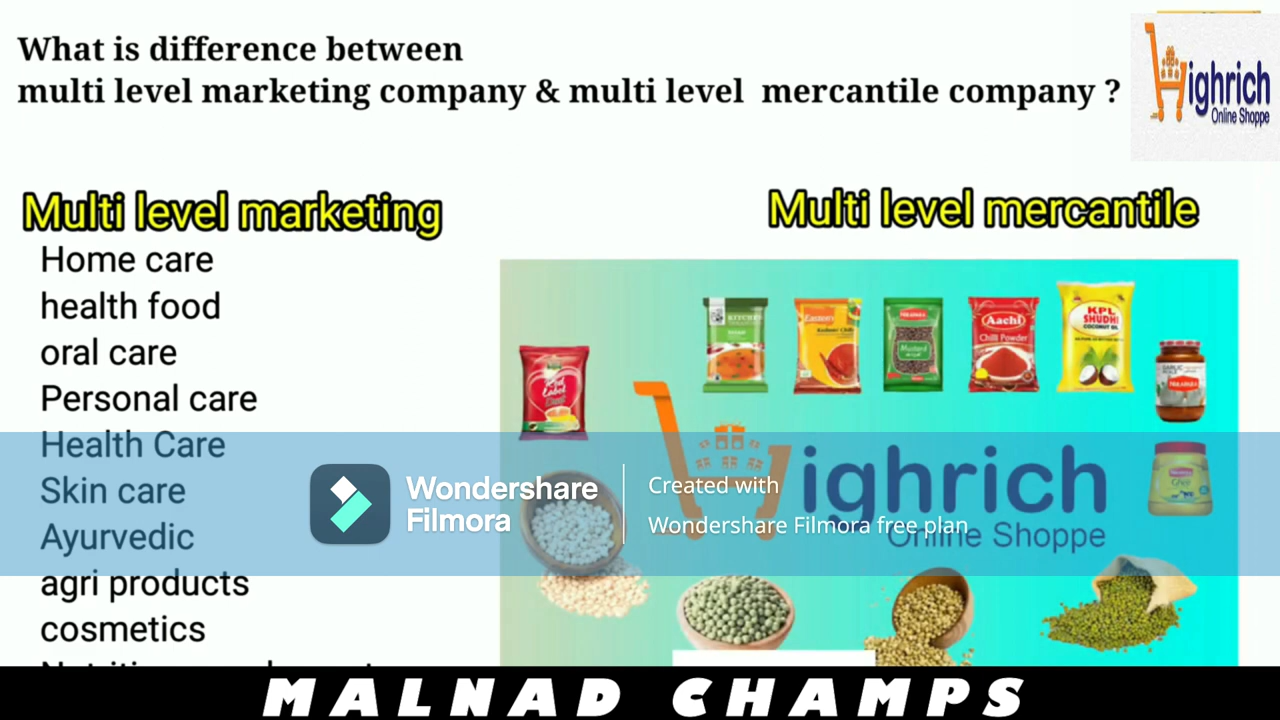 What is difference between
multi level marketing company & multi level mercantile company ?
ighrich
Online Shoppe
Multi level marketing
Multi level mercantile
Home care
health food
oral care
Personal care
Health Care
Skin care
Ayurvedic
agri products
cosmetics
Eastern
Aachi
Chilli Powder
KPL
SHUDHI
COCONUT OIL
ighrich
Online Shoppe
Wondershare
Filmora
Created with
Wondershare Filmora free plan
MALNAD CHAMPS